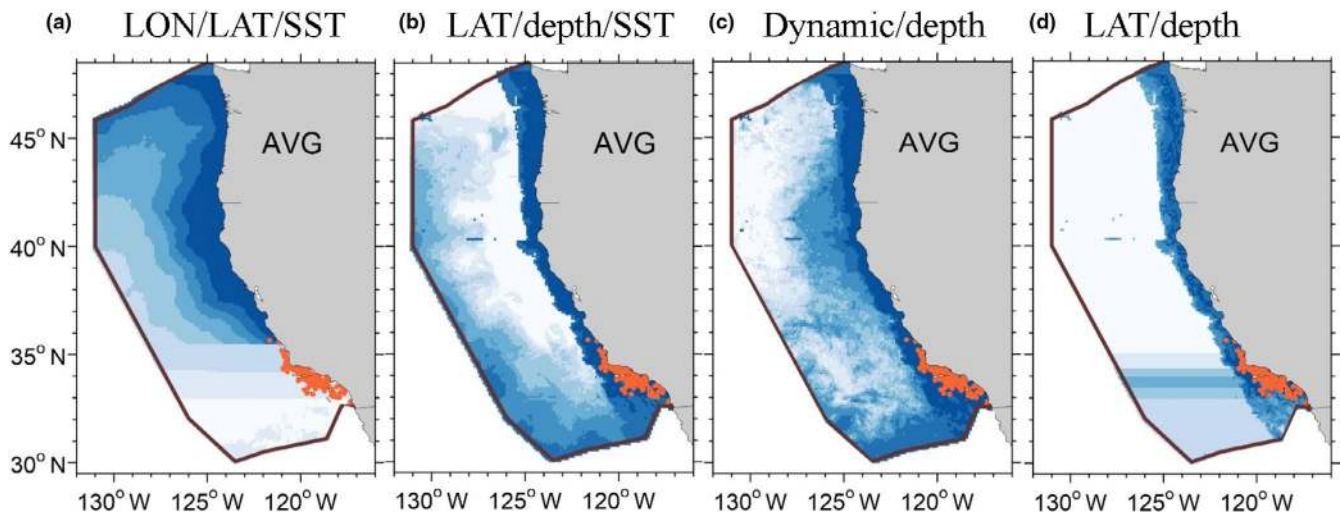 (a) LON/LAT/SST (b) LAT/depth/SST (c) Dynamic/depth (d) LAT/depth
AVG AVG AVG AVG
45° N
40° N
35° N
30° N
130° W 125° W 120° W 130° W 125° W 120° W 130° W 125° W 120° W 130° W 125° W 120° W